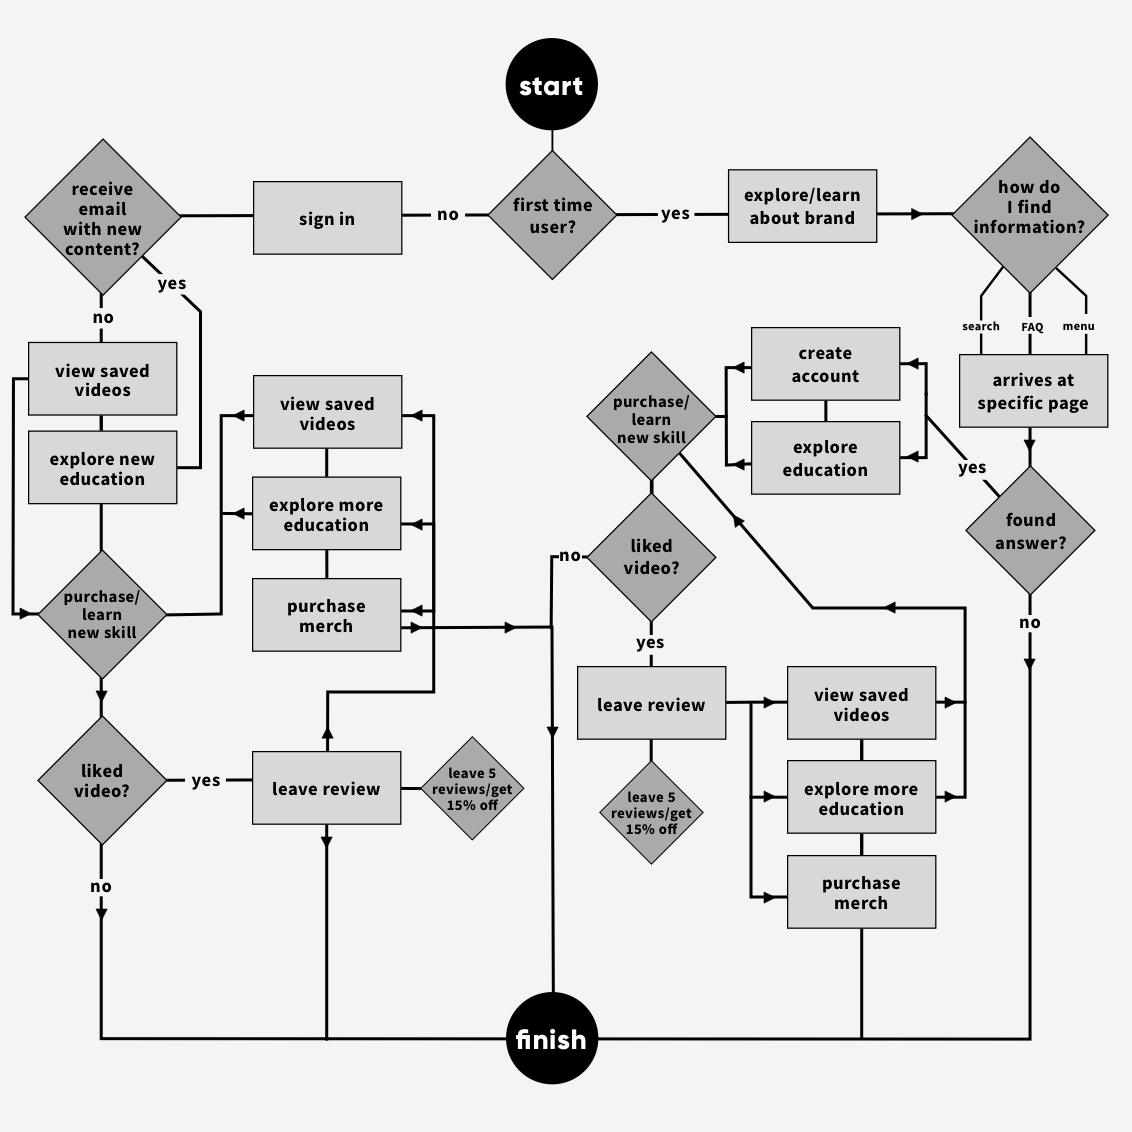 start
receive
email
with new
content?
sign in
no
first time
user?
yes
explore/learn
about brand
how do
I find
information?
yes
no
search
FAQ
menu
view saved
videos
explore new
education
view saved
videos
explore more
education
purchase
merch
purchase/
learn
new skill
create
account
explore
education
arrives at
specific page
yes
found
answer?
no
purchase/
learn
new skill
no
liked
video?
yes
leave review
view saved
videos
explore more
education
purchase
merch
leave 5
reviews/get
15% off
liked
video?
yes
leave review
leave 5
reviews/get
15% off
no
finish